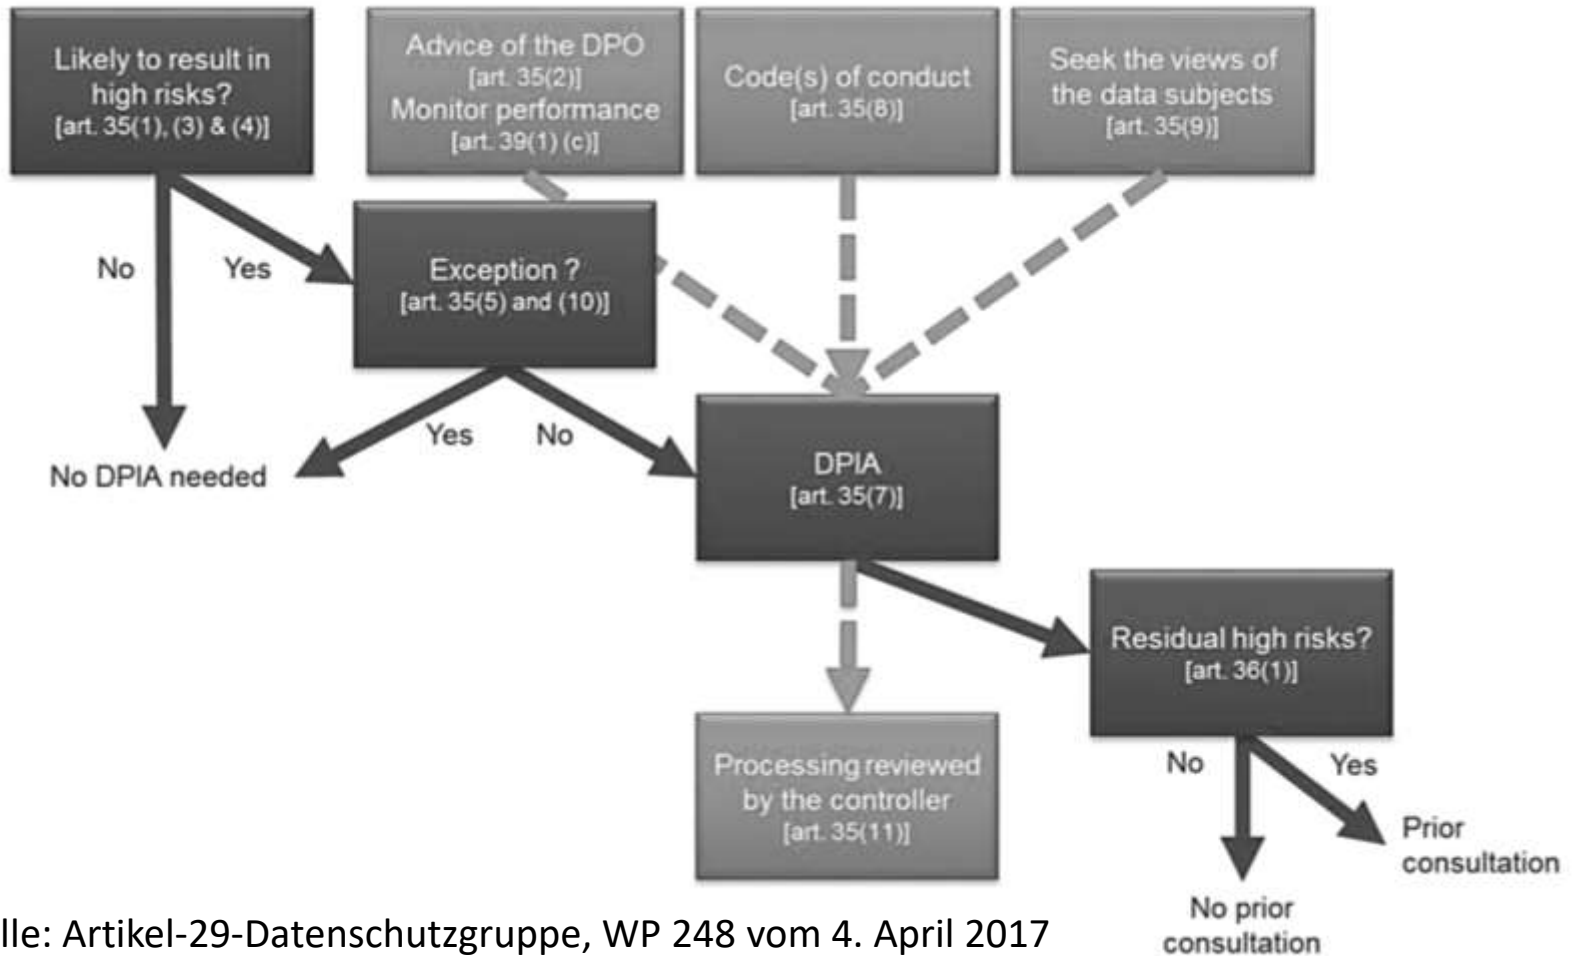 Likely to result in
high risks?
[art. 35(1), (3) & (4)]
Advice of the DPO
[art. 35(2)]
Monitor performance
[art. 39(1) (c)]
Code(s) of conduct
[art. 35(8)]
Seek the views of
the data subjects
[art. 35(9)]
No
Yes
Exception ?
[art. 35(5) and (10)]
Yes
No
No DPIA needed
DPIA
[art. 35(7)]
Residual high risks?
[art. 36(1)]
No
Yes
Processing reviewed
by the controller
[art. 35(11)]
Prior
consultation
No prior
consultation
lle: Artikel-29-Datenschutzgruppe, WP 248 vom 4. April 2017